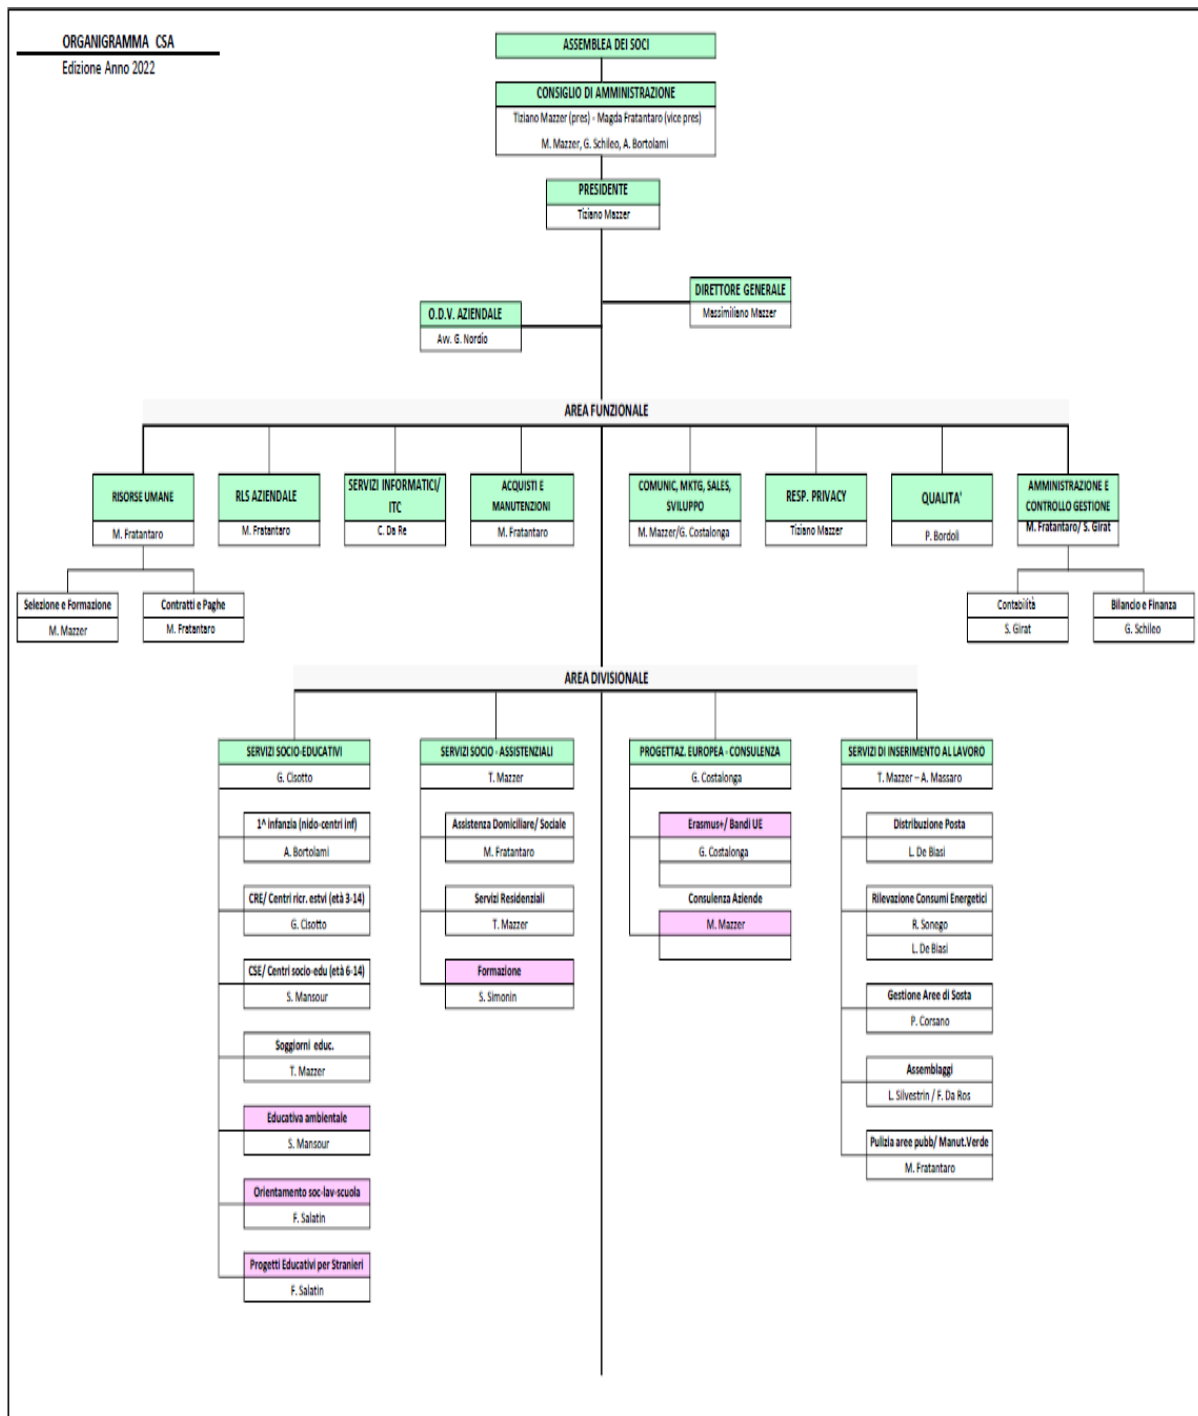 ORGANIGRAMMA CSA
Edizione Anno 2022
ASSEMBLEA DEI SOCI
CONSIGLIO DI AMMINISTRAZIONE
Tiziano Mazzer (pres) - Magda Fratantaro (vice pres)
M. Mazzer, G. Schileo, A. Bortolami
PRESIDENTE
Tiziano Mazzer
DIRETTORE GENERALE
Massimiliano Mazzer
O.D.V. AZIENDALE
Avv. G. Nordio
AREA FUNZIONALE
RISORSE UMANE
M. Fratantaro
RLS AZIENDALE
M. Fratantaro
SERVIZI INFORMATICI/
ITC
C. Da Re
ACQUISTI E
MANUTENZIONI
M. Fratantaro
COMUNIC, MKTG, SALES,
SVILUPPO
M. Mazzer/G. Costalonga
RESP. PRIVACY
Tiziano Mazzer
QUALITA'
P. Bordoli
AMMINISTRAZIONE E
CONTROLLO GESTIONE
M. Fratantaro/ S. Girat
Selezione e Formazione
M. Mazzer
Contratti e Paghe
M. Fratantaro
Contabilità
S. Girat
Bilancio e Finanza
G. Schileo
AREA DIVISIONALE
SERVIZI SOCIO-EDUCATIVI
G. Cisotto
1^ infanzia (nido-centri inf)
A. Bortolami
CRE/ Centri ricr. estvi (età 3-14)
G. Cisotto
CSE/ Centri socio-edu (età 6-14)
S. Mansour
Soggiorni educ.
T. Mazzer
Educativa ambientale
S. Mansour
Orientamento soc-lav-scuola
F. Salatin
Progetti Educativi per Stranieri
F. Salatin
SERVIZI SOCIO - ASSISTENZIALI
T. Mazzer
Assistenza Domiciliare/ Sociale
M. Fratantaro
Servizi Residenziali
T. Mazzer
Formazione
S. Simonin
PROGETTAZ. EUROPEA - CONSULENZA
G. Costalonga
Erasmus+/ Bandi UE
G. Costalonga
Consulenza Aziende
M. Mazzer
SERVIZI DI INSERIMENTO AL LAVORO
T. Mazzer – A. Massaro
Distribuzione Posta
L. De Biasi
Rilevazione Consumi Energetici
R. Sonego
L. De Biasi
Gestione Aree di Sosta
P. Corsano
Assemblaggi
L. Silvestrin / F. Da Ros
Pulizia aree pubb/ Manut.Verde
M. Fratantaro